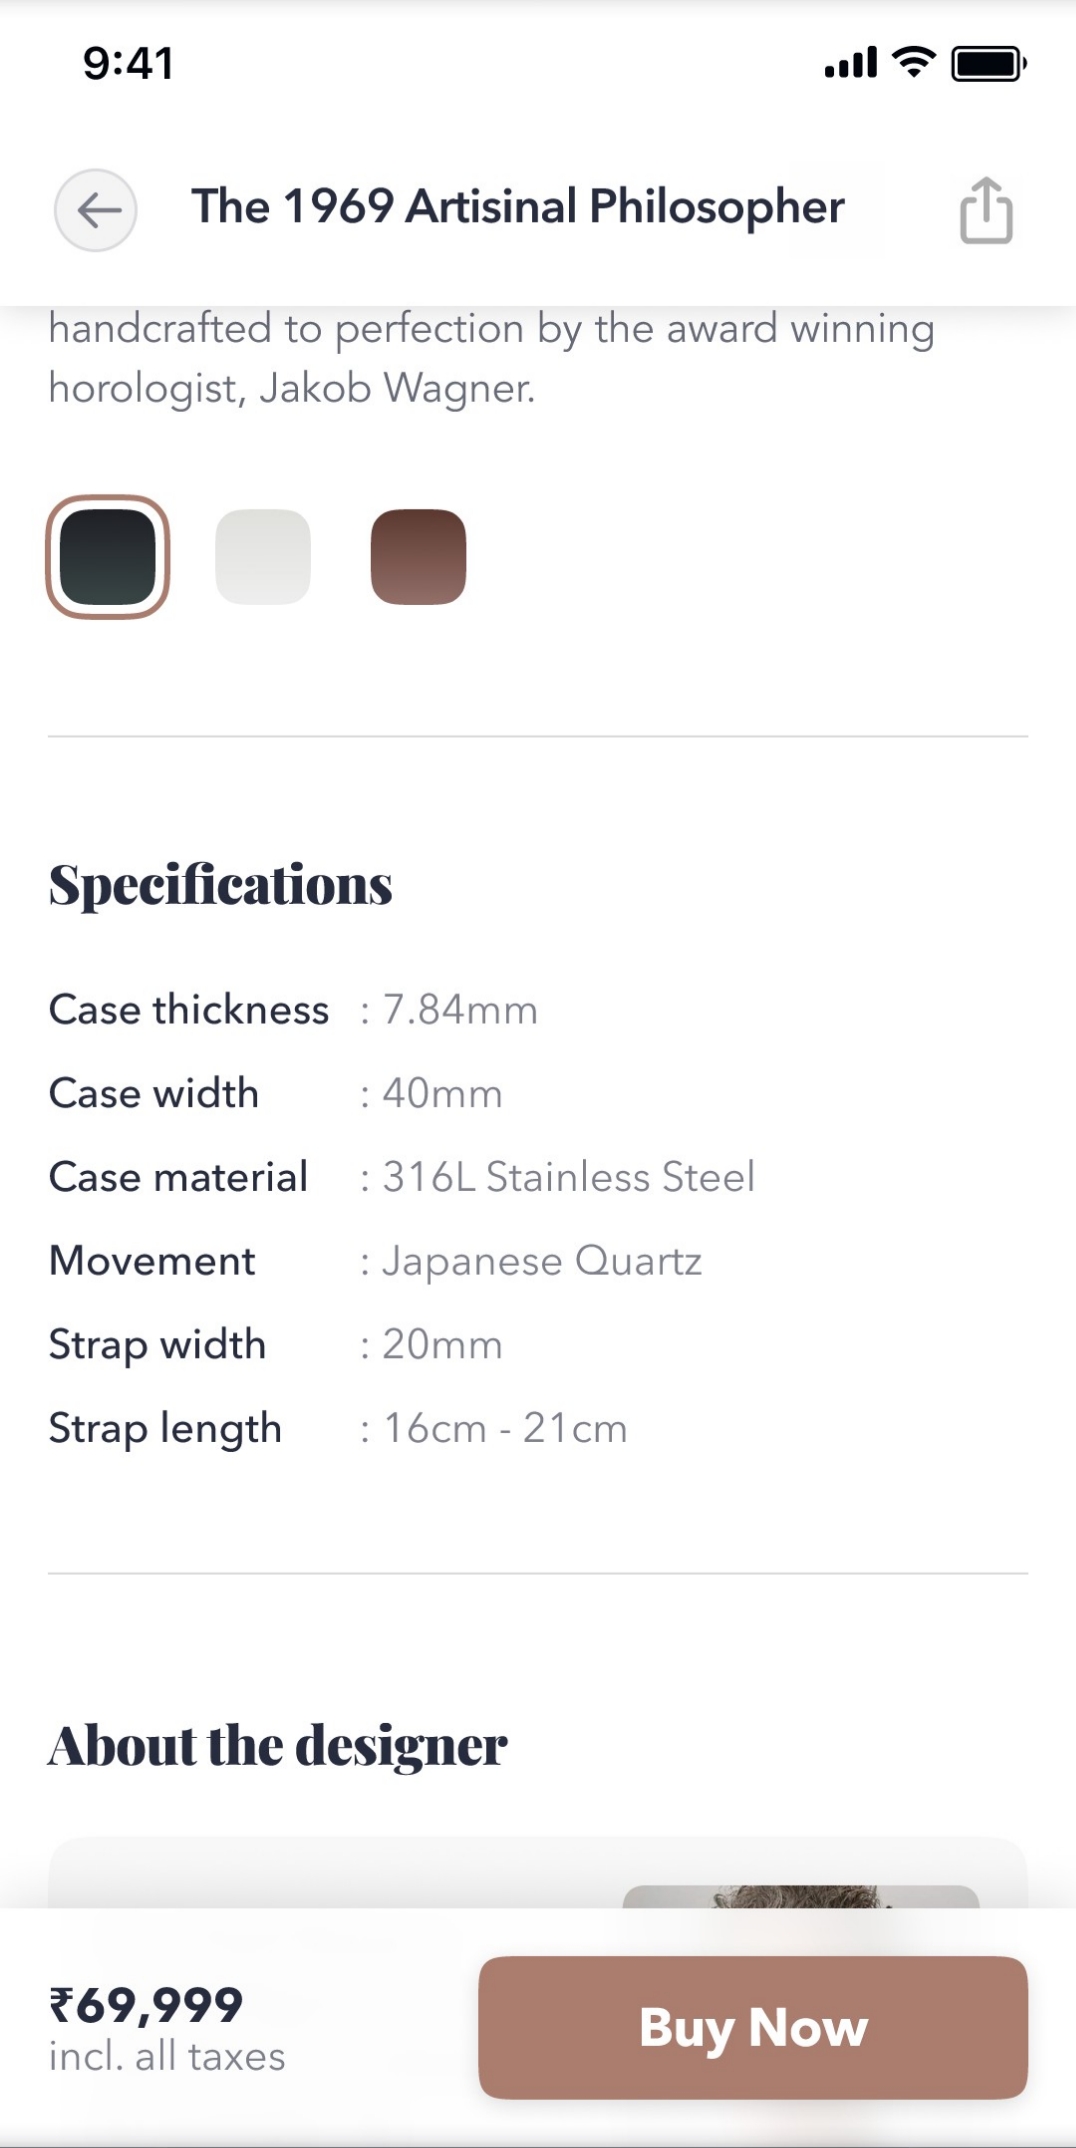 9:41
The 1969 Artisinal Philosopher
handcrafted to perfection by the award winning
horologist, Jakob Wagner.
Specifications
Case thickness : 7.84mm
Case width : 40mm
Case material : 316L Stainless Steel
Movement : Japanese Quartz
Strap width : 20mm
Strap length : 16cm - 21cm
About the designer
₹69,999
incl. all taxes
Buy Now